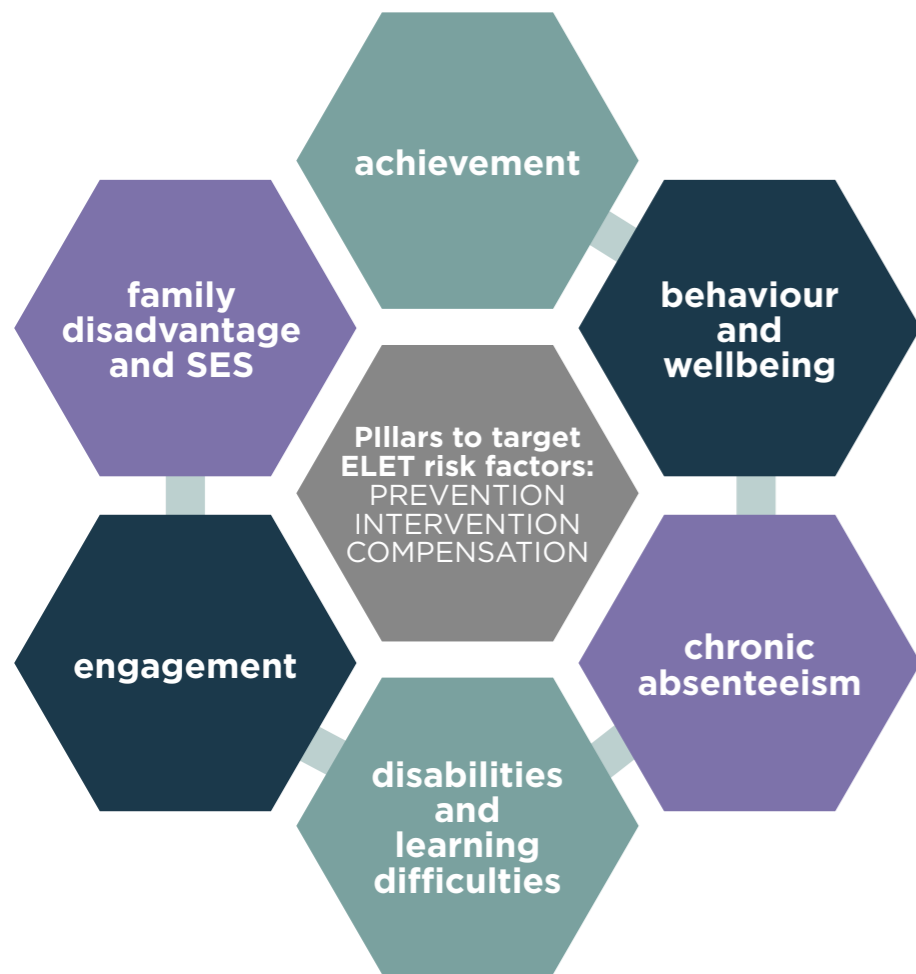 achievement
behaviour
and
wellbeing
chronic
absenteeism
disabilities
and
learning
difficulties
engagement
family
disadvantage
and SES
PIllars to target
ELET risk factors:
PREVENTION
INTERVENTION
COMPENSATION